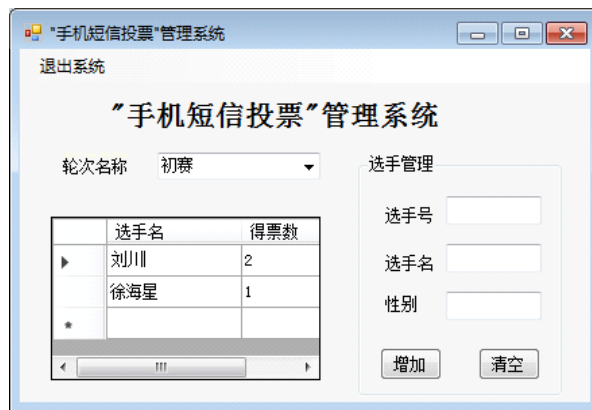 "手机短信投票"管理系统
退出系统
"手机短信投票"管理系统
轮次名称 初赛
选手管理
选手号
选手名 得票数
刘川 2
选手名
徐海星 1
性别
*
增加 清空